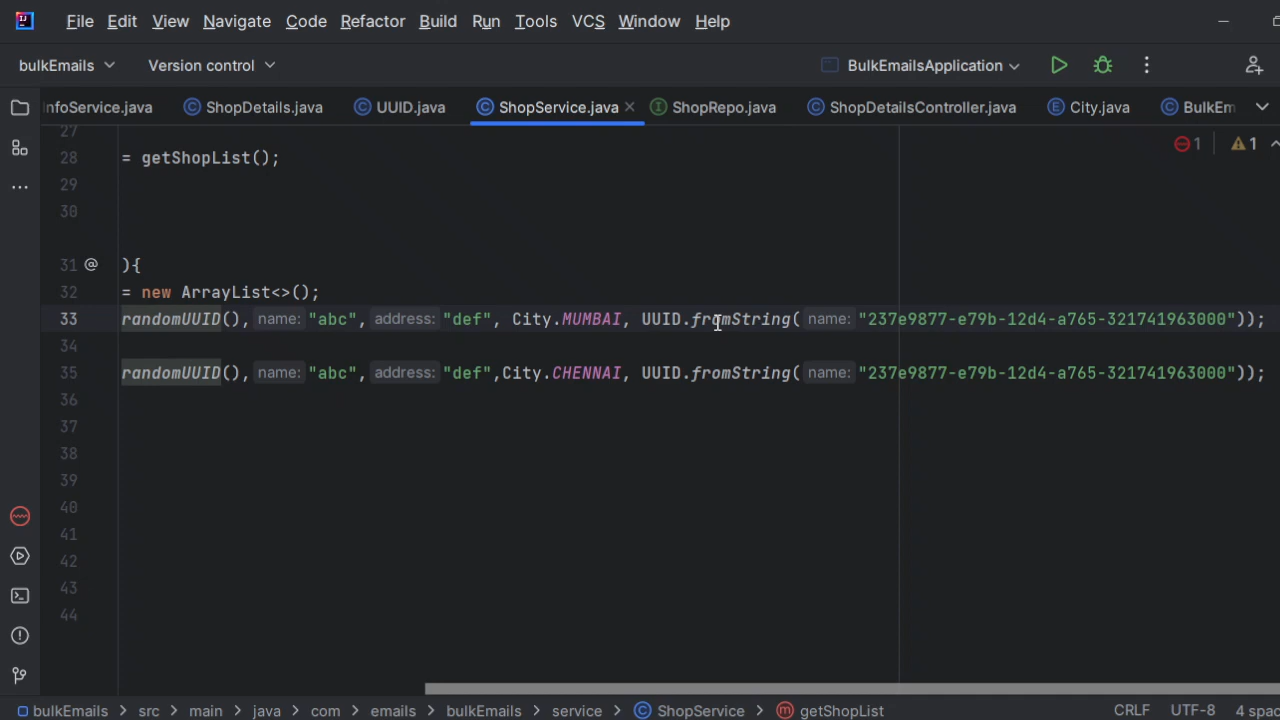 File Edit View Navigate Code Refactor Build Run Tools VCS Window Help
bulkEmails Version control BulkEmailsApplication
nfoService.java ShopDetails.java UUID.java ShopService.java ShopRepo.java ShopDetailsController.java City.java BulkEm
27
28 = getShopList(); 1 1
29
30
31 @ ){
32 = new ArrayList<>();
33 randomUUID(), name: "abc", address: "def", City.MUMBAI, UUID.fromString( name: "237e9877-e79b-12d4-a765-321741963000"));
34
35 randomUUID(), name: "abc", address: "def",City.CHENNAI, UUID.fromString( name: "237e9877-e79b-12d4-a765-321741963000"));
36
37
38
39
40
41
42
43
44
bulkEmails > src > main > java > com > emails > bulkEmails > service > ShopService > getShopList CRLF UTF-8 4 spac